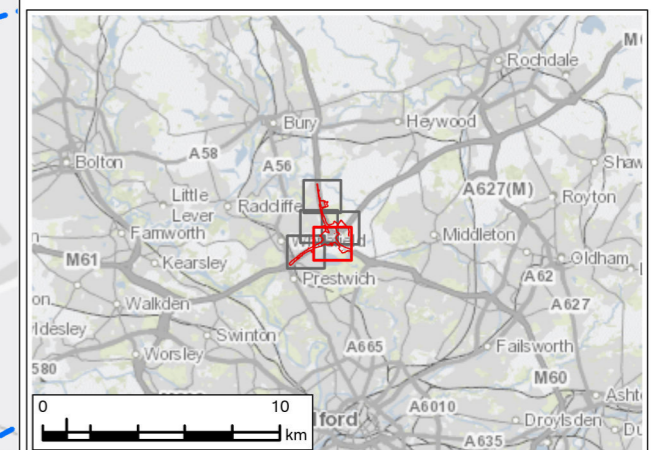 Rochdale
Bury
Heywood
Bolton
A58
A56
A627(M)
Shaw
Little
Lever
Radcliffe
Royton
Farnworth
Middleton
Oldham
M61
Kearsley
Prestwich
A62
Walkden
A627
Swinton
A665
Failsworth
Worsley
580
M60
A6010
Droylsden
A635
0 10
km